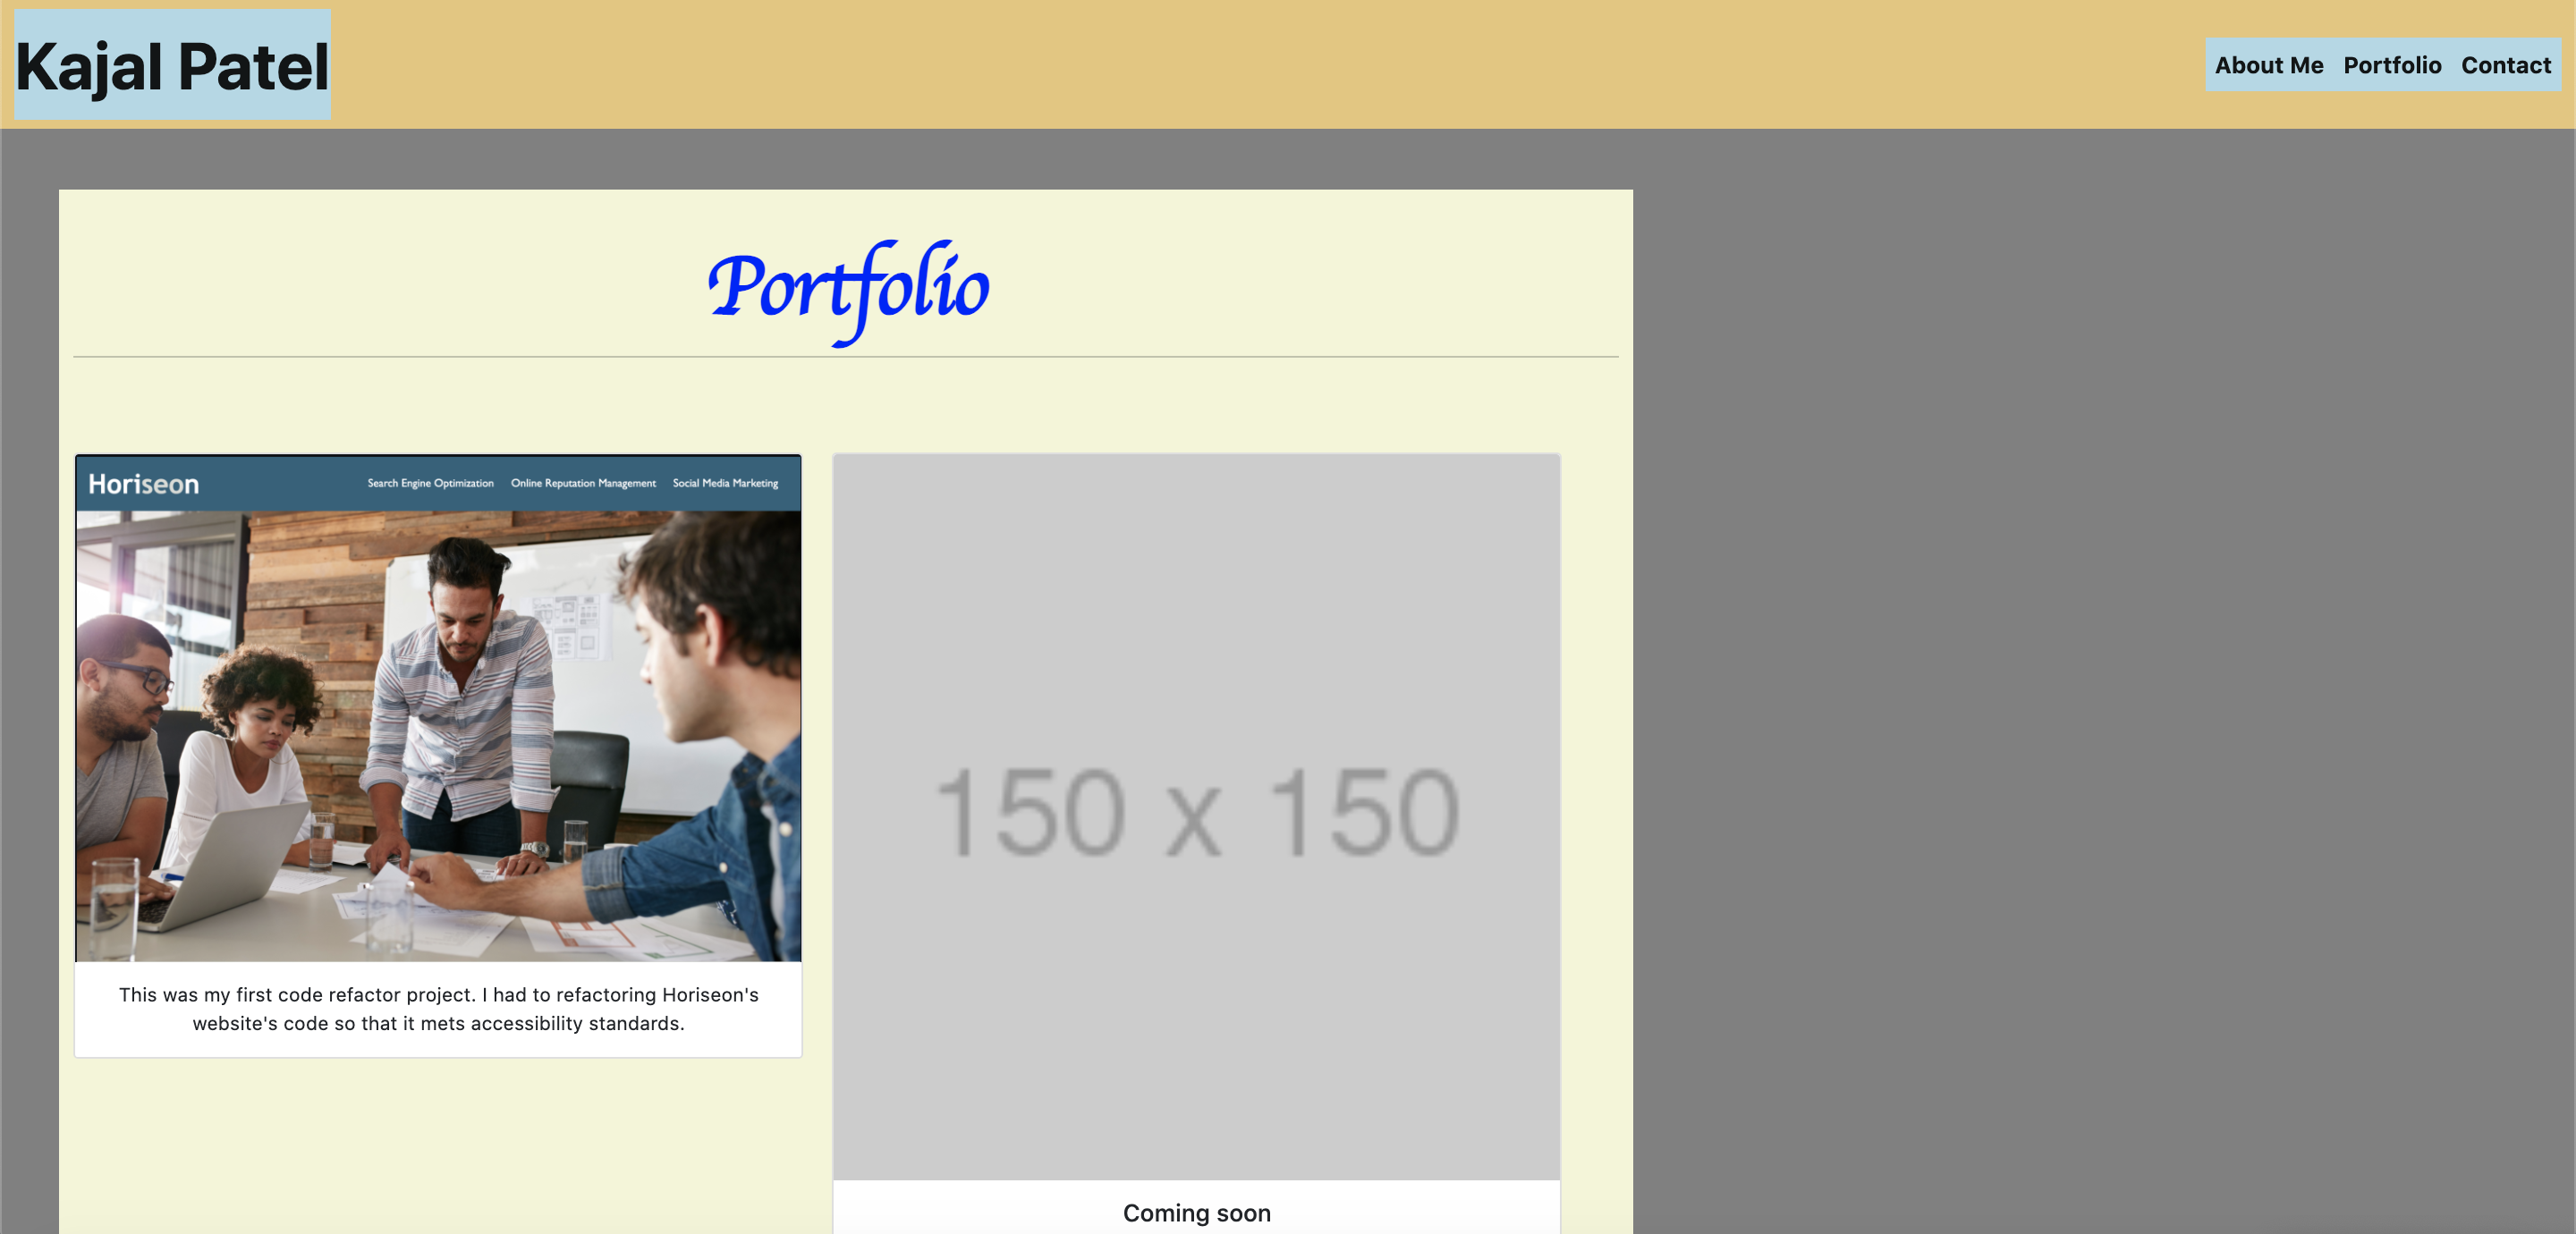 Kajal Patel
About Me Portfolio Contact
Portfolio
Horiseon
Search Engine Optimization Online Reputation Management Social Media Marketing
150 x 150
This was my first code refactor project. I had to refactoring Horiseon's
website's code so that it mets accessibility standards.
Coming soon